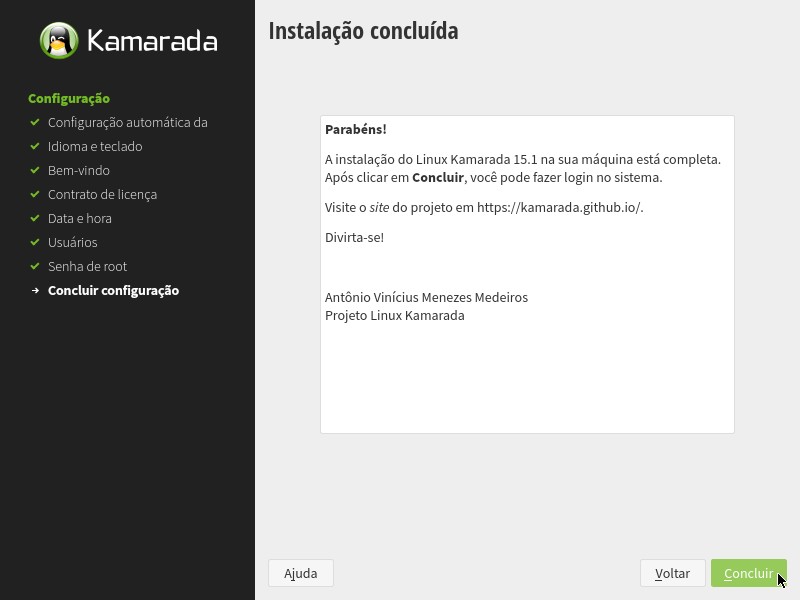 Kamarada
Configuração
Configuração automática da
Idioma e teclado
Bem-vindo
Contrato de licença
Data e hora
Usuários
Senha de root
Concluir configuração
Instalação concluída
Parabéns!
A instalação do Linux Kamarada 15.1 na sua máquina está completa.
Após clicar em Concluir, você pode fazer login no sistema.
Visite o site do projeto em https://kamarada.github.io/.
Divirta-se!
Antônio Vinícius Menezes Medeiros
Projeto Linux Kamarada
Ajuda
Voltar
Concluir